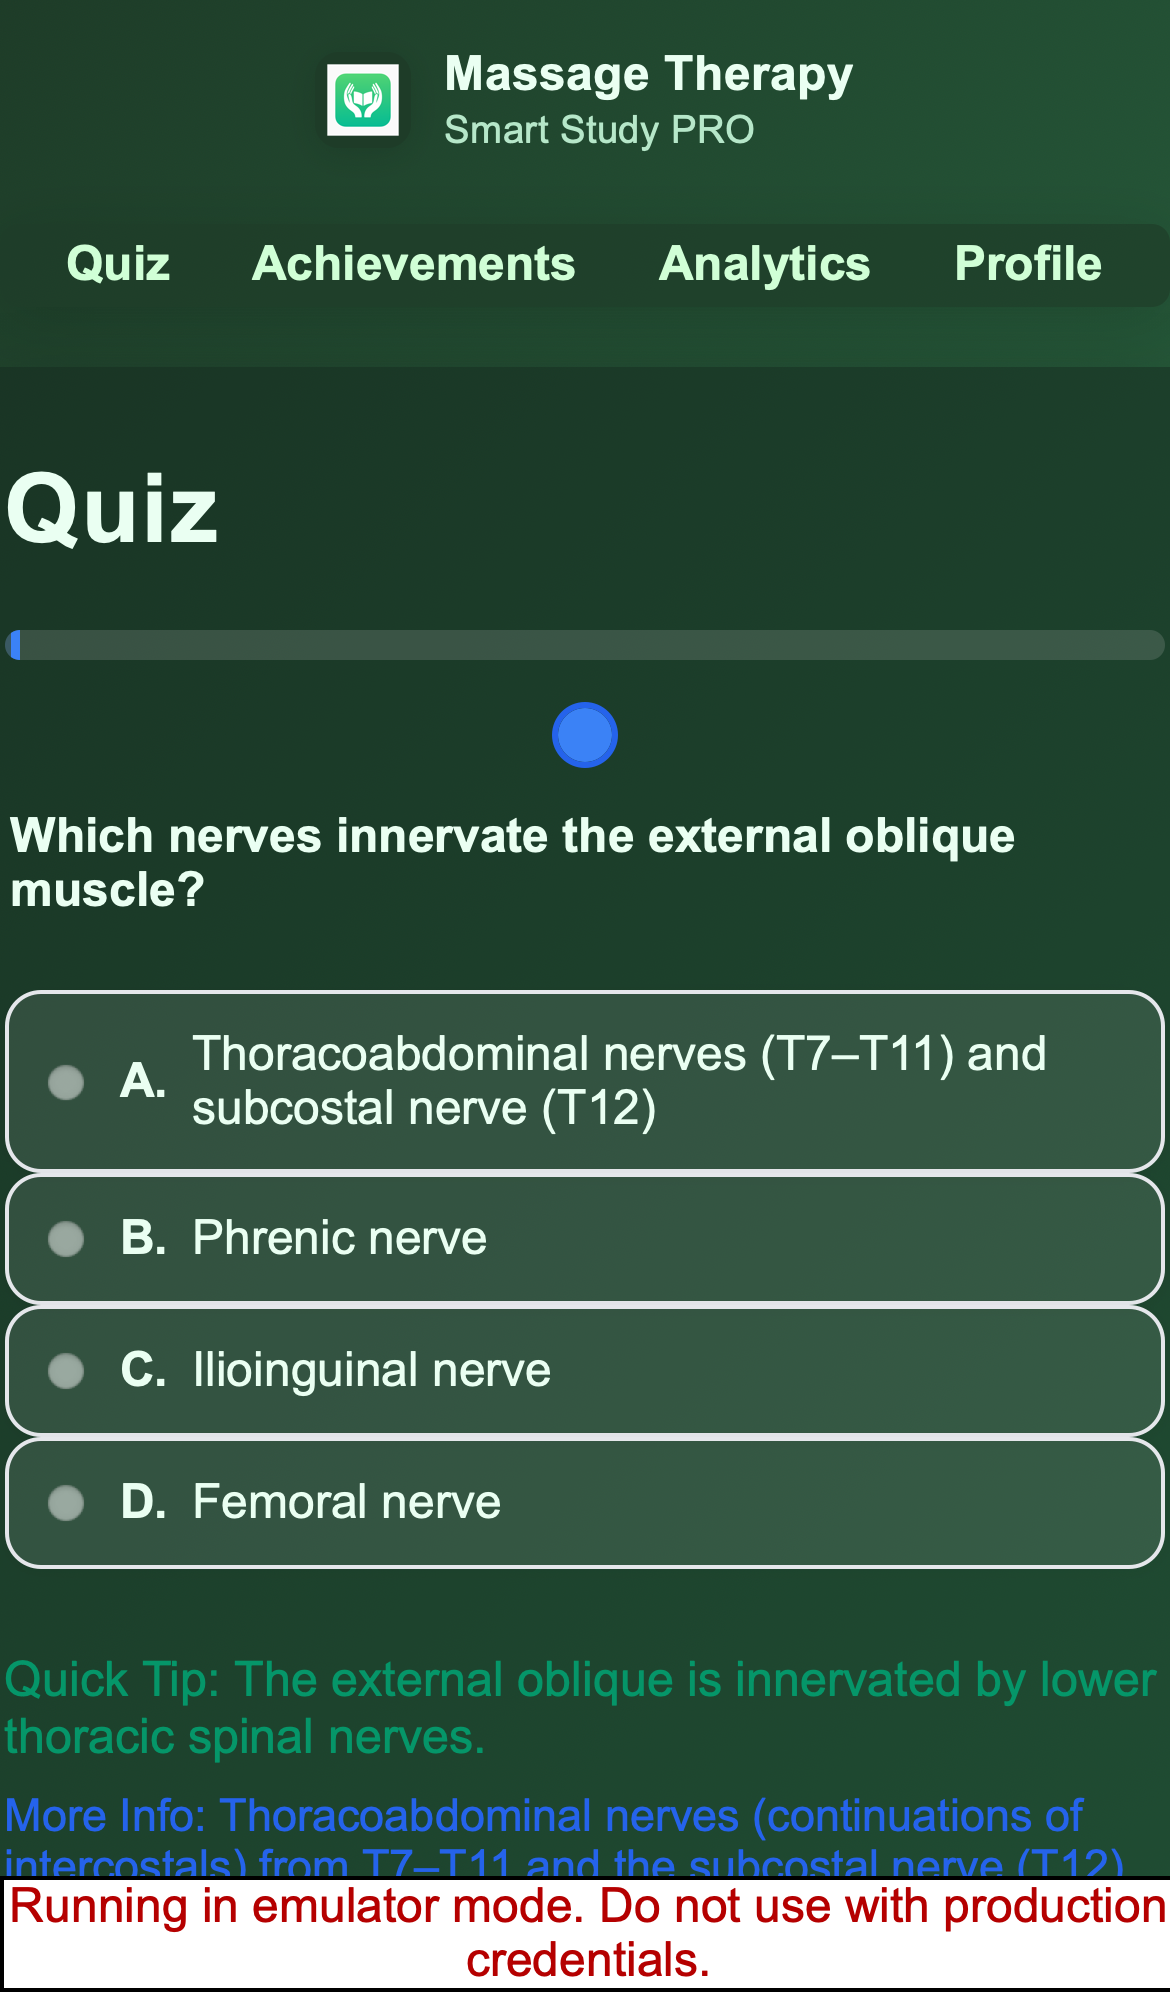 Massage Therapy
Smart Study PRO
Quiz Achievements Analytics Profile
Quiz
Which nerves innervate the external oblique
muscle?
A. Thoracoabdominal nerves (T7–T11) and
subcostal nerve (T12)
B. Phrenic nerve
C. Ilioinguinal nerve
D. Femoral nerve
Quick Tip: The external oblique is innervated by lower
thoracic spinal nerves.
More Info: Thoracoabdominal nerves (continuations of
intercostals) from T7–T11 and the subcostal nerve (T12)
Running in emulator mode. Do not use with production
credentials.